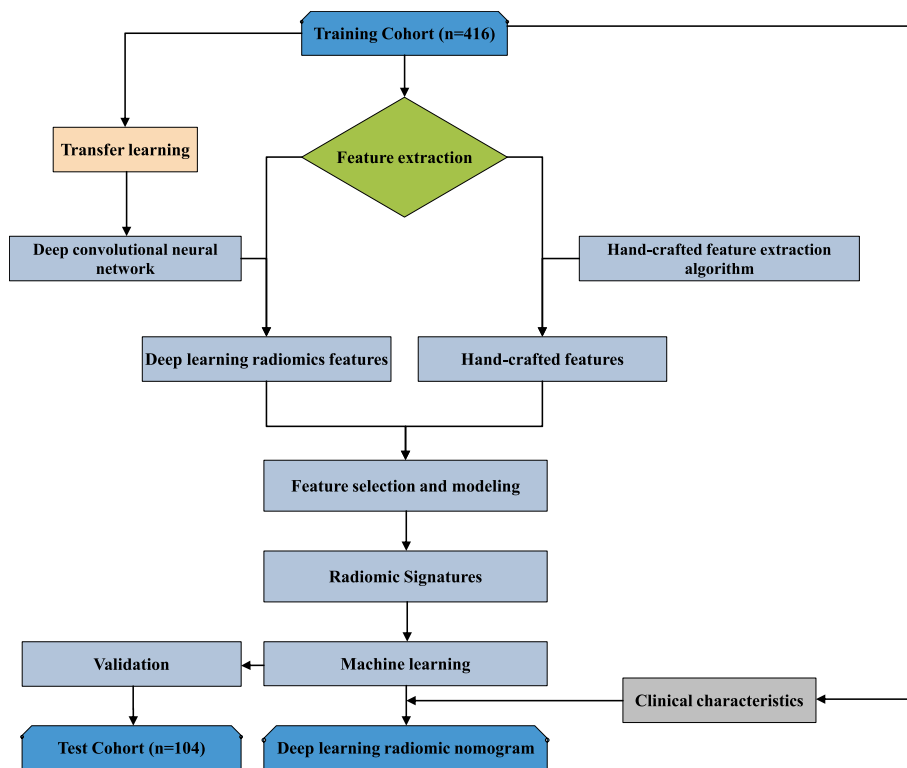 Training Cohort (n=416)
Transfer learning
Feature extraction
Deep convolutional neural
network
Hand-crafted feature extraction
algorithm
Deep learning radiomics features
Hand-crafted features
Feature selection and modeling
Radiomic Signatures
Validation
Machine learning
Clinical characteristics
Test Cohort (n=104)
Deep learning radiomic nomogram